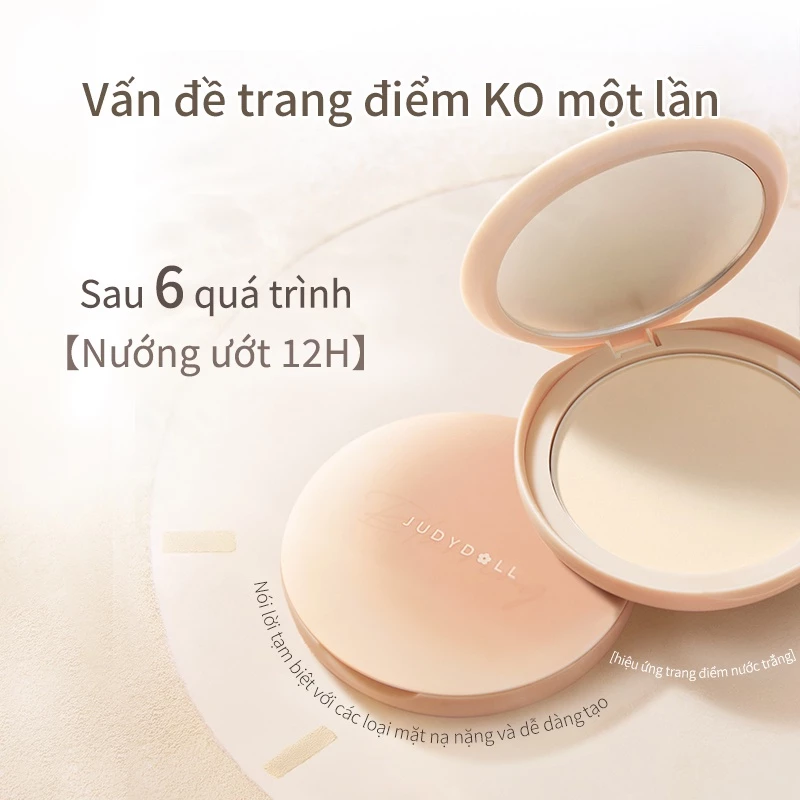 Vấn đề trang điểm KO một lần
Sau 6 quá trình
【Nướng ướt 12H】
JUDYDOLL
Nói lời tạm biệt với các loại mặt nạ nặng và dễ dàng tạo
[hiệu ứng trang điểm nước trắng]